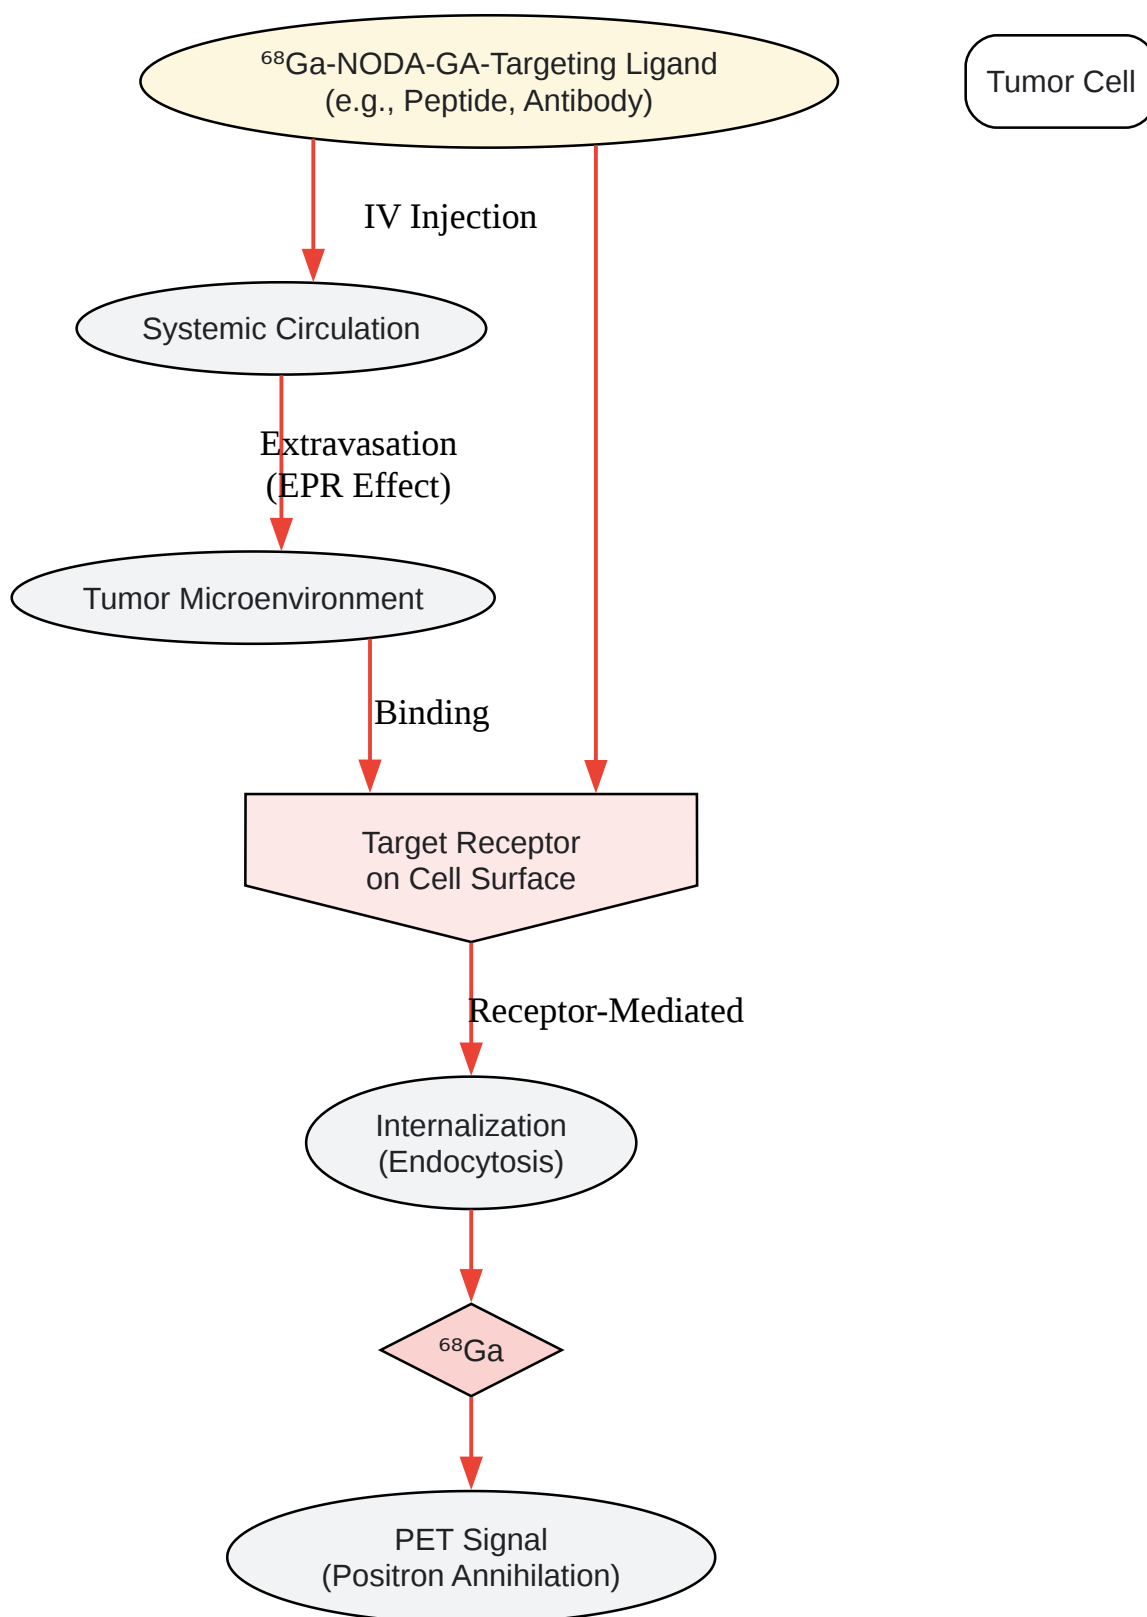 ⁶⁸Ga-NODA-GA-Targeting Ligand
(e.g., Peptide, Antibody)
Tumor Cell
IV Injection
Systemic Circulation
Extravasation
(EPR Effect)
Tumor Microenvironment
Binding
Target Receptor
on Cell Surface
Receptor-Mediated
Internalization
(Endocytosis)
⁶⁸Ga
PET Signal
(Positron Annihilation)